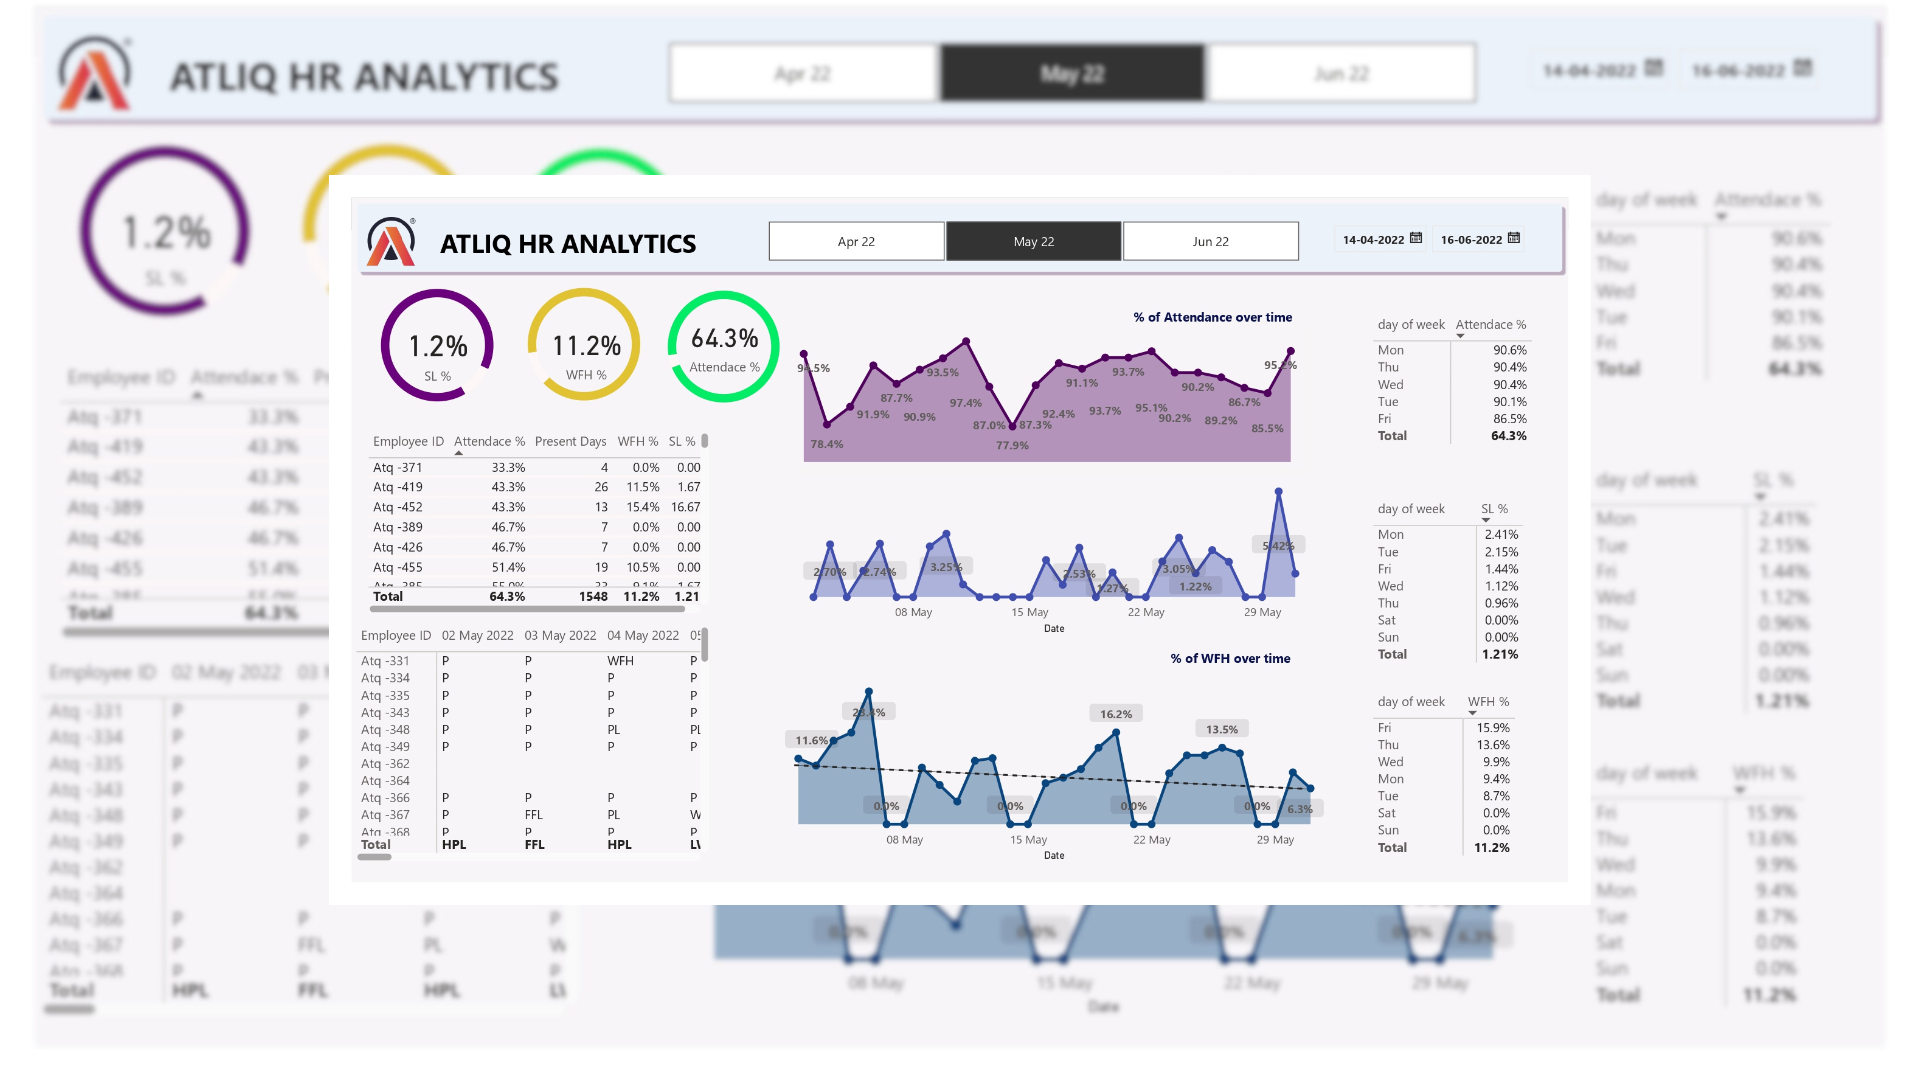 ATLIQ HR ANALYTICS
Apr 22
May 22
Jun 22
14-04-2022
16-06-2022
1.2%
SL %
11.2%
WFH %
64.3%
Attendace %
Employee ID Attendace % Present Days WFH % SL %
Atq -371 33.3% 4 0.0% 0.00
Atq -419 43.3% 26 11.5% 1.67
Atq -452 43.3% 13 15.4% 16.67
Atq -389 46.7% 7 0.0% 0.00
Atq -426 46.7% 7 0.0% 0.00
Atq -455 51.4% 19 10.5% 0.00
Atq -385 55.0% 33 9.1% 1.67
Total 64.3% 1548 11.2% 1.21
Employee ID 02 May 2022 03 May 2022 04 May 2022 05
Atq -331 P P WFH P
Atq -334 P P P P
Atq -335 P P P P
Atq -343 P P P P
Atq -348 P P PL PL
Atq -349 P P P P
Atq -362
Atq -364
Atq -366 P P P P
Atq -367 P FFL PL W
Atq -368 P P P P
Total HPL FFL HPL LV
% of Attendance over time
94.5%
78.4%
91.9%
87.7%
90.9%
93.5%
97.4%
87.0%
77.9%
87.3%
92.4%
91.1%
93.7%
93.7%
95.1%
90.2%
90.2%
89.2%
86.7%
85.5%
95.2%
2.70%
2.74%
3.25%
2.53%
1.27%
3.05%
1.22%
5.42%
08 May
15 May
22 May
29 May
Date
% of WFH over time
11.6%
0.0%
0.0%
16.2%
0.0%
13.5%
0.0%
6.3%
08 May
15 May
22 May
29 May
Date
day of week Attendace %
Mon 90.6%
Thu 90.4%
Wed 90.4%
Tue 90.1%
Fri 86.5%
Total 64.3%
day of week SL %
Mon 2.41%
Tue 2.15%
Fri 1.44%
Wed 1.12%
Thu 0.96%
Sat 0.00%
Sun 0.00%
Total 1.21%
day of week WFH %
Fri 15.9%
Thu 13.6%
Wed 9.9%
Mon 9.4%
Tue 8.7%
Sat 0.0%
Sun 0.0%
Total 11.2%